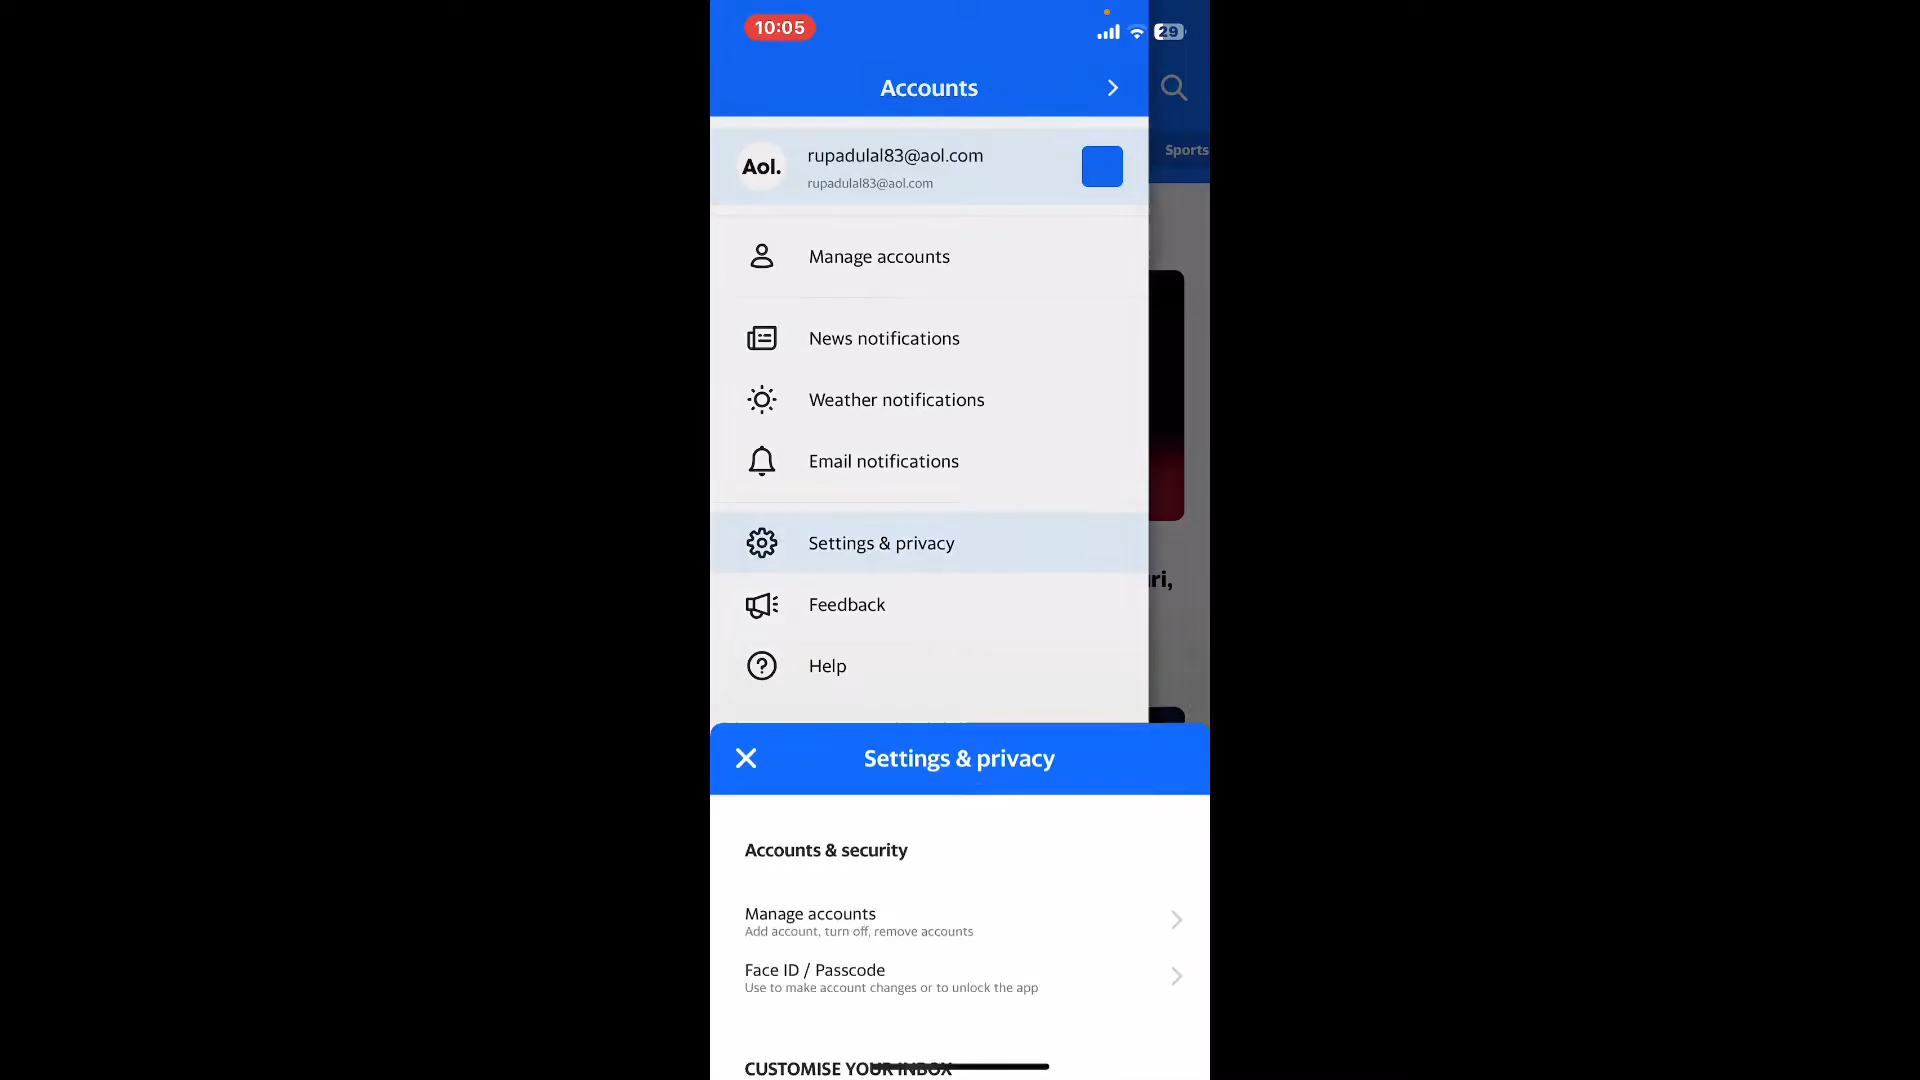 10:05
29
Accounts
Sports
Aol.
rupadulal83@aol.com
rupadulal83@aol.com
Manage accounts
News notifications
Weather notifications
Email notifications
Settings & privacy
ri,
Feedback
Help
Settings & privacy
Accounts & security
Manage accounts
Add account, turn off, remove accounts
Face ID / Passcode
Use to make account changes or to unlock the app
CUSTOMISE YOUR INBOX